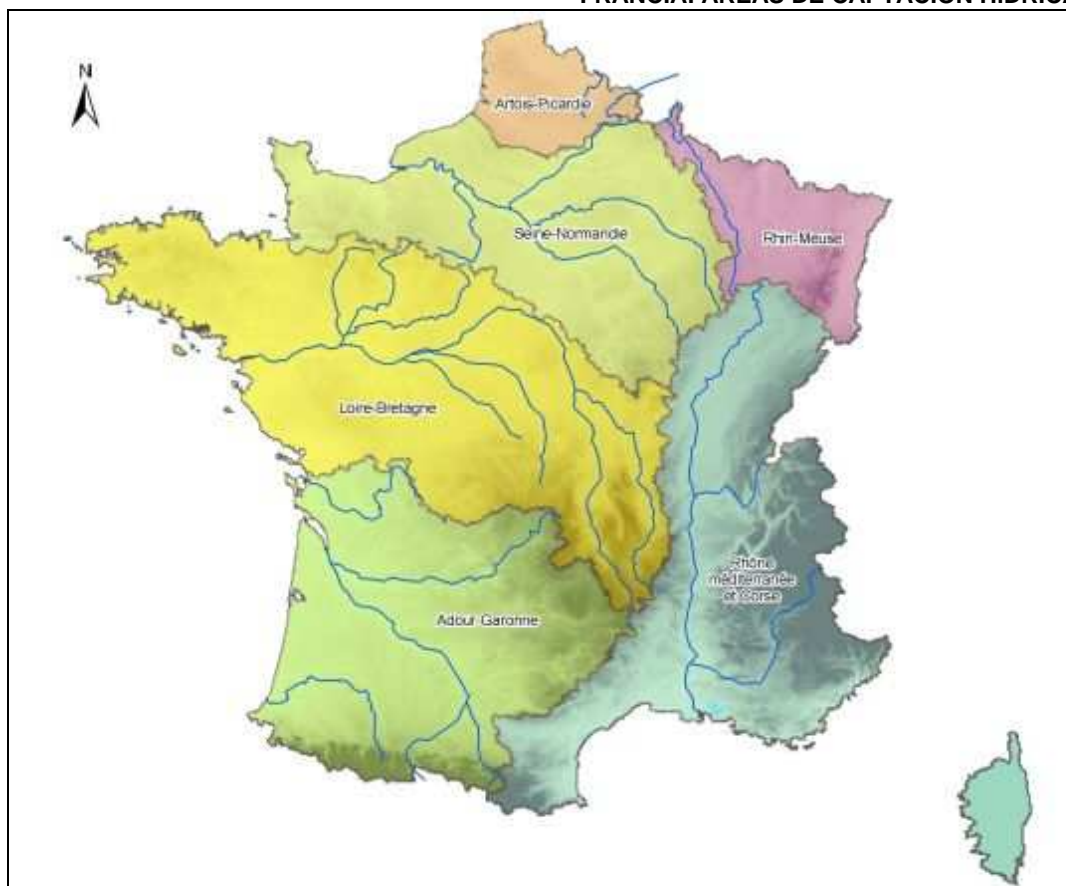 FRANCIA: ÁREAS DE CAPTACIÓN HÍDRICA
N
Artois-Picardie
Seine-Normandie
Rhin-Meuse
Loire-Bretagne
Rhône
méditerranée
et Corse
Adour-Garonne